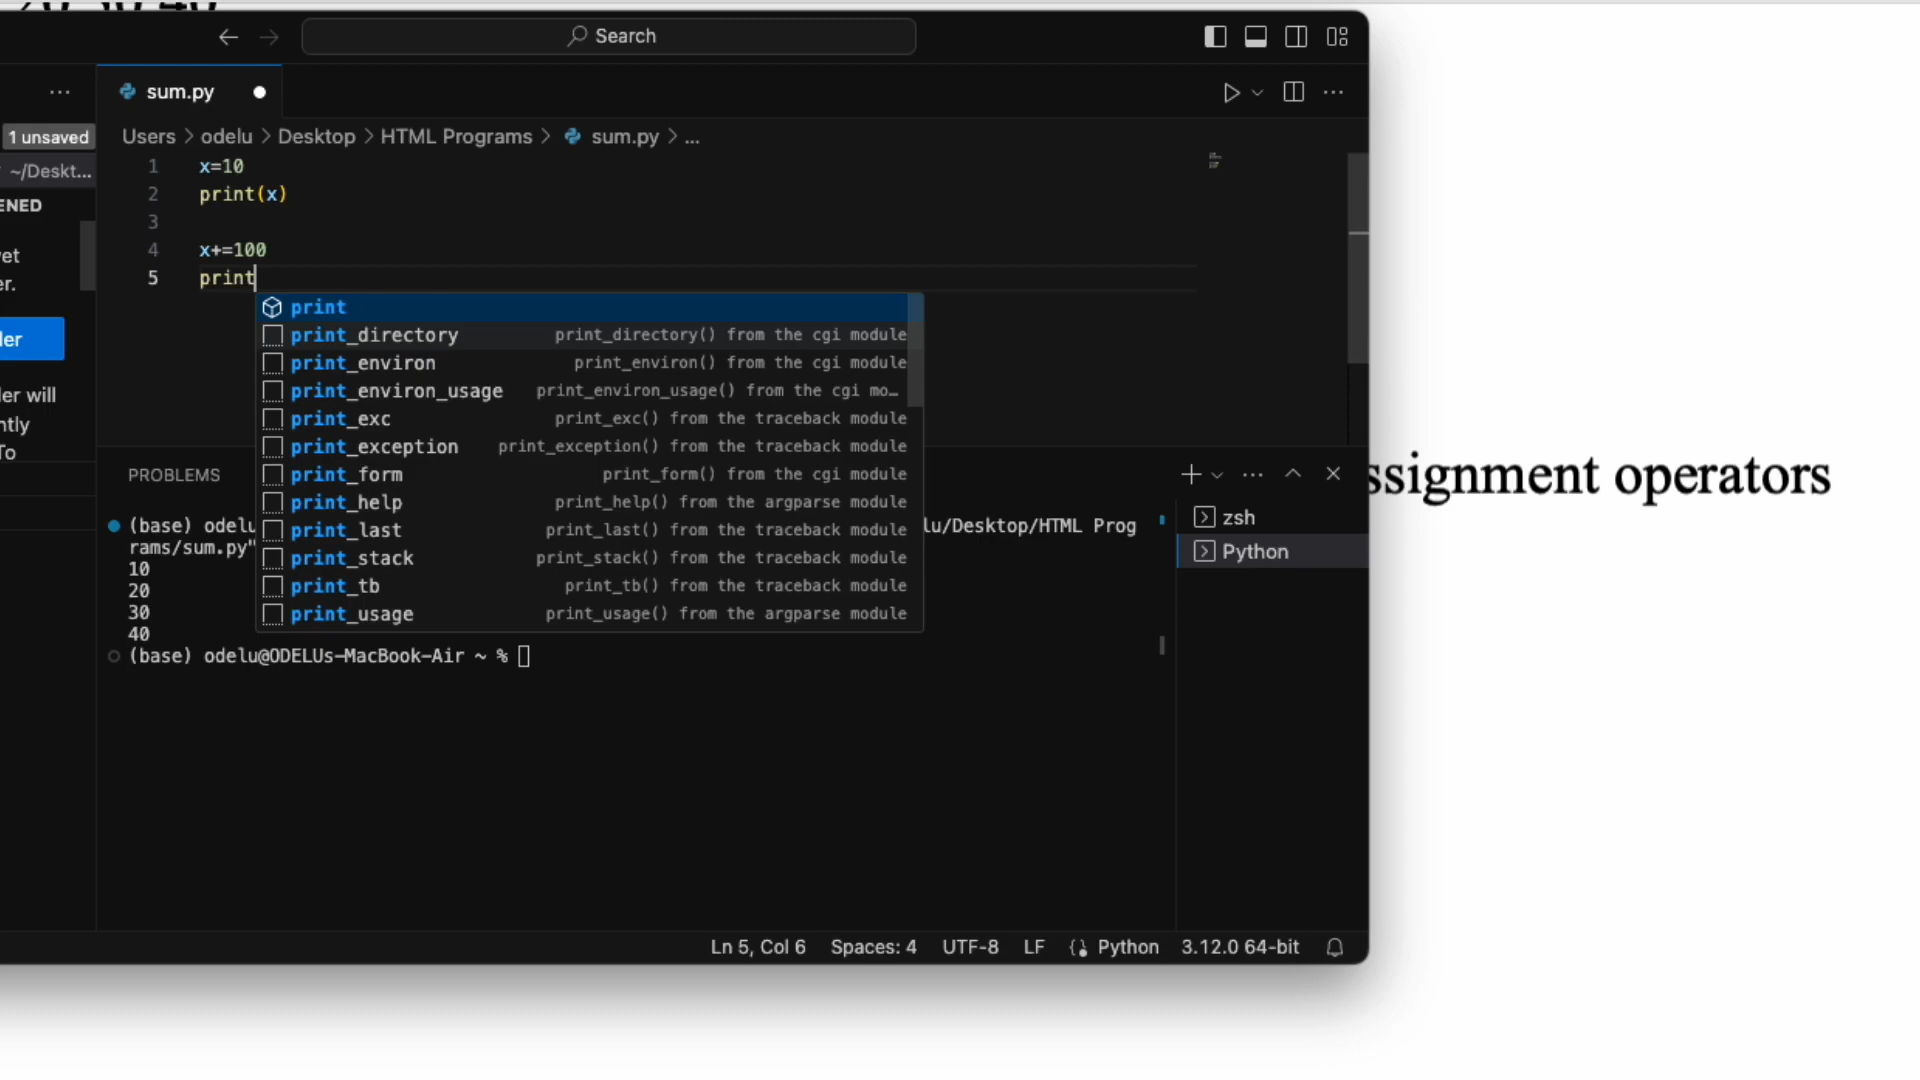 20 30 40
Search
sum.py
1 unsaved
Users > odelu > Desktop > HTML Programs > sum.py > ...
~/Deskt...
1 x=10
2 print(x)
ENED
3
4 x+=100
5 print
print
print_directory print_directory() from the cgi module
print_environ print_environ() from the cgi module
print_environ_usage print_environ_usage() from the cgi mo…
print_exc print_exc() from the traceback module
print_exception print_exception() from the traceback module
print_form print_form() from the cgi module
print_help print_help() from the argparse module
print_last print_last() from the traceback module
print_stack print_stack() from the traceback module
print_tb print_tb() from the traceback module
print_usage print_usage() from the argparse module
yet
er.
der
der will
ntly
To
PROBLEMS
ssignment operators
(base) odelu
lu/Desktop/HTML Prog
rams/sum.py"
10
20
30
40
(base) odelu@ODELUs-MacBook-Air ~ %
zsh
Python
Ln 5, Col 6 Spaces: 4 UTF-8 LF Python 3.12.0 64-bit